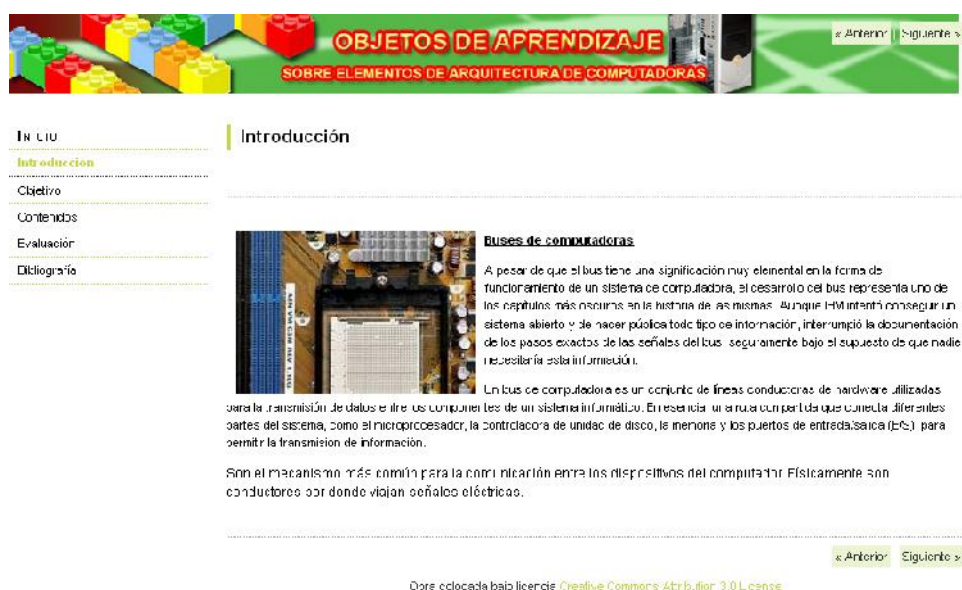 OBJETOS DE APRENDIZAJE
SOBRE ELEMENTOS DE ARQUITECTURA DE COMPUTADORAS
« Anterior Siguiente »
Inicio
Introduccion
Objetivo
Contenidos
Evaluación
Bibliografía
Introducción
Buses de computadoras
A pesar de que el bus tiene una significación muy elemental en la forma de
funcionamiento de un sistema de computadora, el desarrollo del bus representa uno de
los capítulos más oscuros en la historia de las mismas. Aunque IBM intentó conseguir un
sistema abierto y de hacer pública todo tipo de información, interrumpió la documentación
de los pasos exactos de las señales del bus, seguramente bajo el supuesto de que nadie
necesitaría esta información.
Un bus de computadora es un conjunto de líneas conductoras de hardware utilizadas
para la transmisión de datos entre los componentes de un sistema informático. En esencia, una ruta compartida que conecta diferentes
partes del sistema, como el microprocesador, la controladora de unidad de disco, la memoria y los puertos de entrada/salida (E/S), para
permitir la transmision de información.
Son el mecanismo más común para la comunicación entre los dispositivos del computador. Físicamente son
conductores por donde viajan señales eléctricas.
« Anterior Siguiente »
Obra colocada bajo licencia Creative Commons Attribution 3.0 License